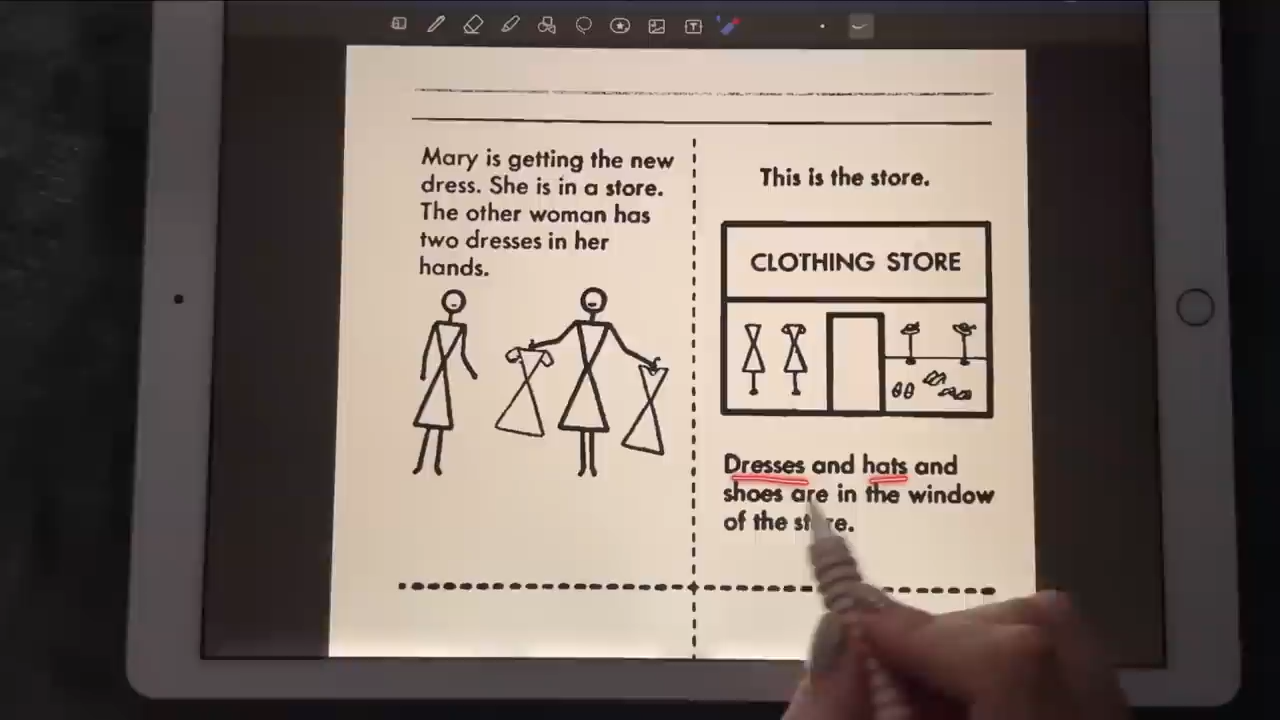 Mary is getting the new
dress. She is in a store.
The other woman has
two dresses in her
hands.
This is the store.
CLOTHING STORE
Dresses and hats and
shoes are in the window
of the store.